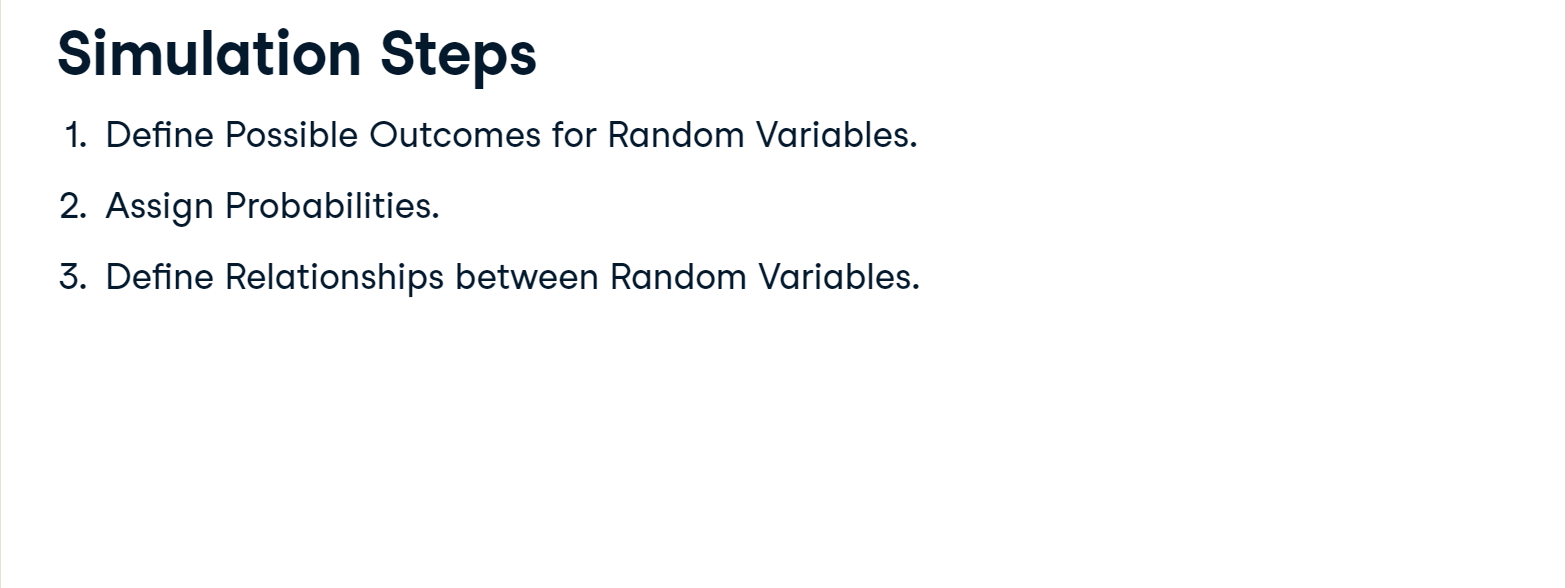 Simulation Steps
1. Define Possible Outcomes for Random Variables.
2. Assign Probabilities.
3. Define Relationships between Random Variables.